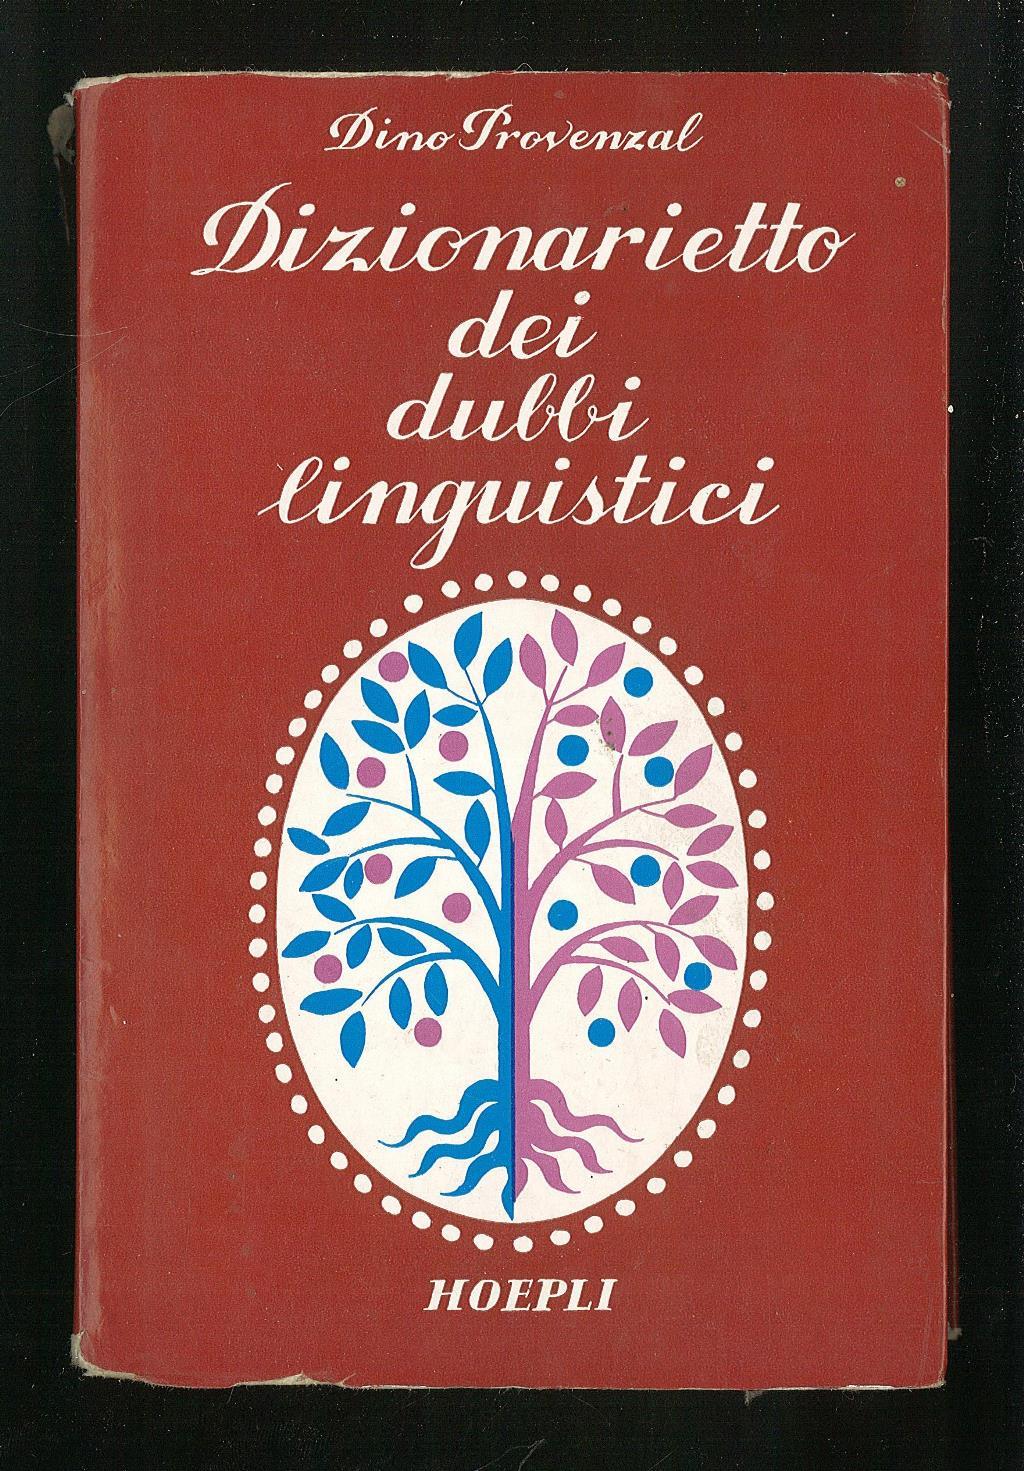 Dino Provenzal
Dizionarietto
dei
dubbi
linguistici
HOEPLI